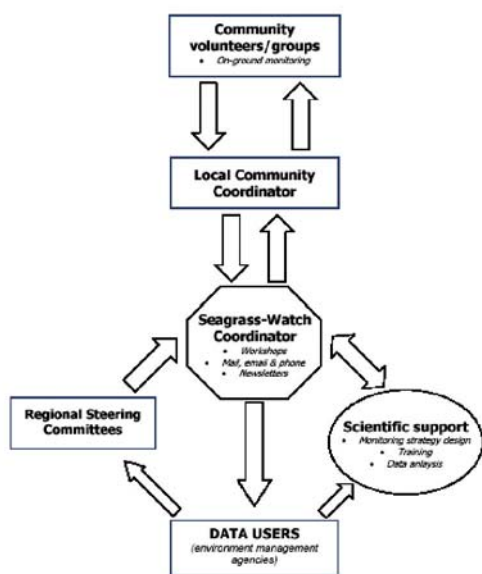 Community
volunteers/groups
• On-ground monitoring
Local Community
Coordinator
Seagrass-Watch
Coordinator
• Workshops
• Mail, email & phone
• Newsletters
Regional Steering
Committees
Scientific support
• Monitoring strategy design
• Training
• Data anlaysis
DATA USERS
(environment management
agencies)